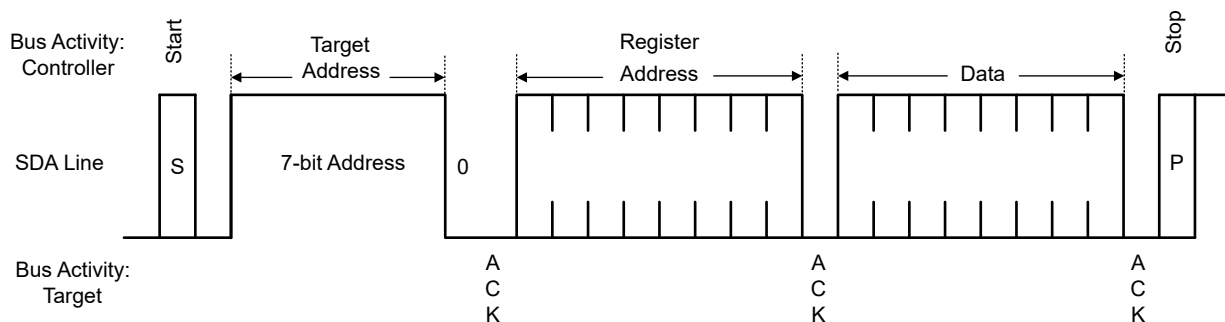 Bus Activity:
Controller
Start
Target
Address
Register
Address
Data
Stop
SDA Line
S
7-bit Address
0
P
Bus Activity:
Target
A
C
K
A
C
K
A
C
K